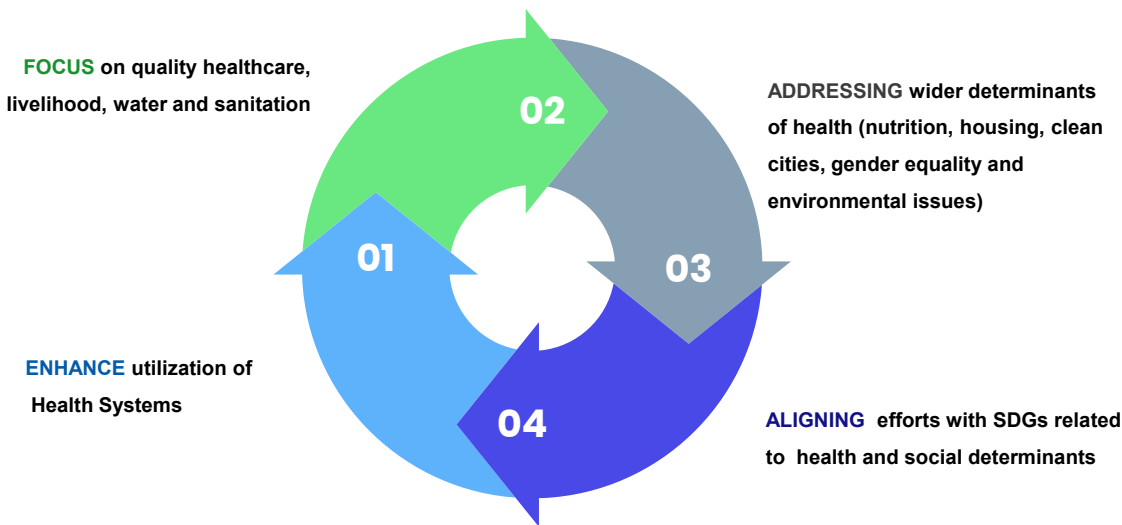 FOCUS on quality healthcare,
livelihood, water and sanitation
02
ADDRESSING wider determinants
of health (nutrition, housing, clean
cities, gender equality and
environmental issues)
01
03
ENHANCE utilization of
Health Systems
04
ALIGNING efforts with SDGs related
to health and social determinants